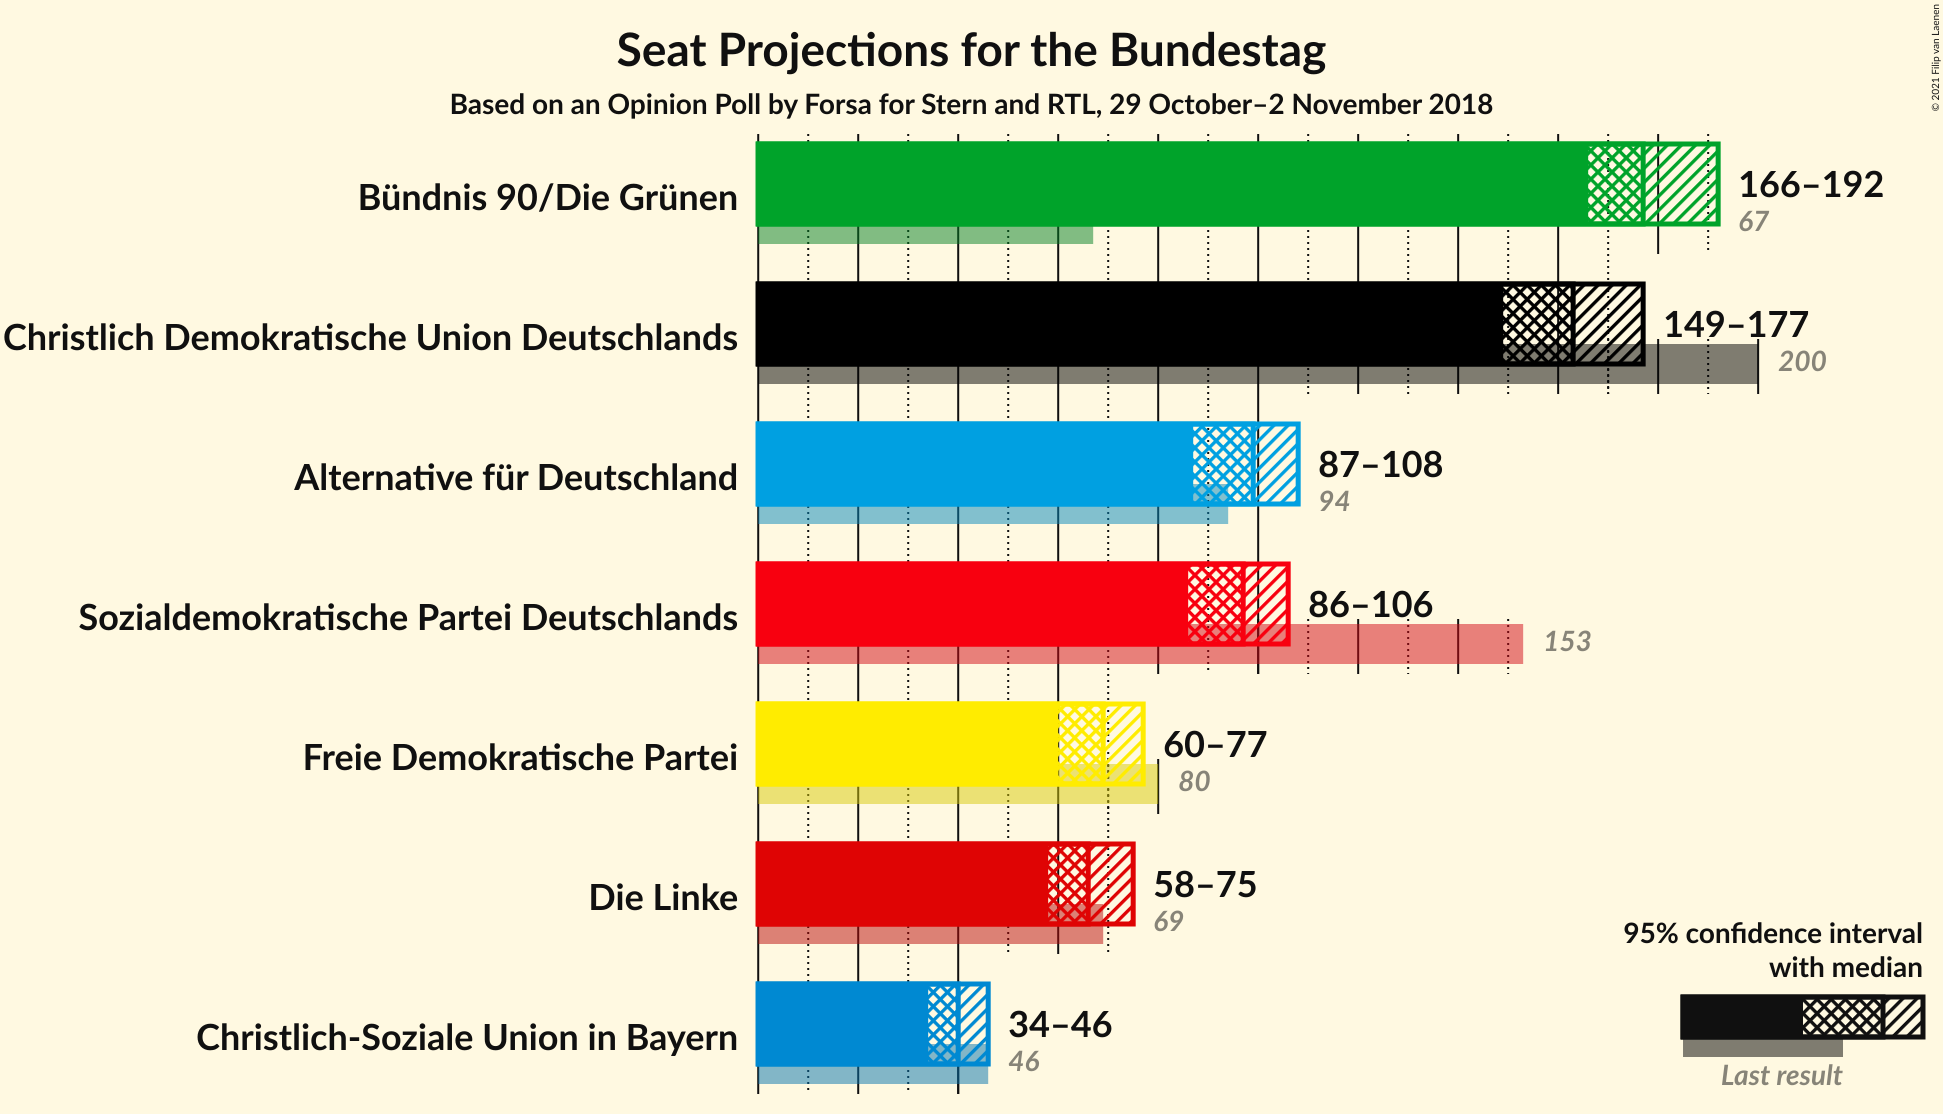 Seat Projections for the Bundestag
Based on an Opinion Poll by Forsa for Stern and RTL, 29 October–2 November 2018
© 2021 Filip van Laenen
Bündnis 90/Die Grünen
166–192
67
Christlich Demokratische Union Deutschlands
149–177
200
Alternative für Deutschland
87–108
94
Sozialdemokratische Partei Deutschlands
86–106
153
Freie Demokratische Partei
60–77
80
Die Linke
58–75
69
Christlich-Soziale Union in Bayern
34–46
46
95% confidence interval
with median
Last result